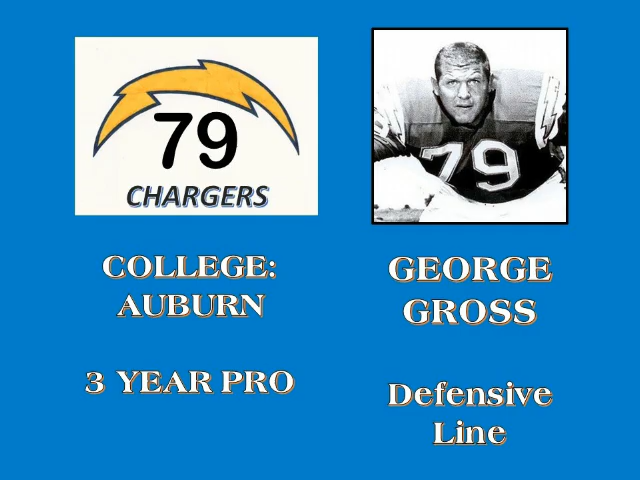 79
CHARGERS
COLLEGE:
AUBURN
3 YEAR PRO
79
GEORGE
GROSS
Defensive
Line